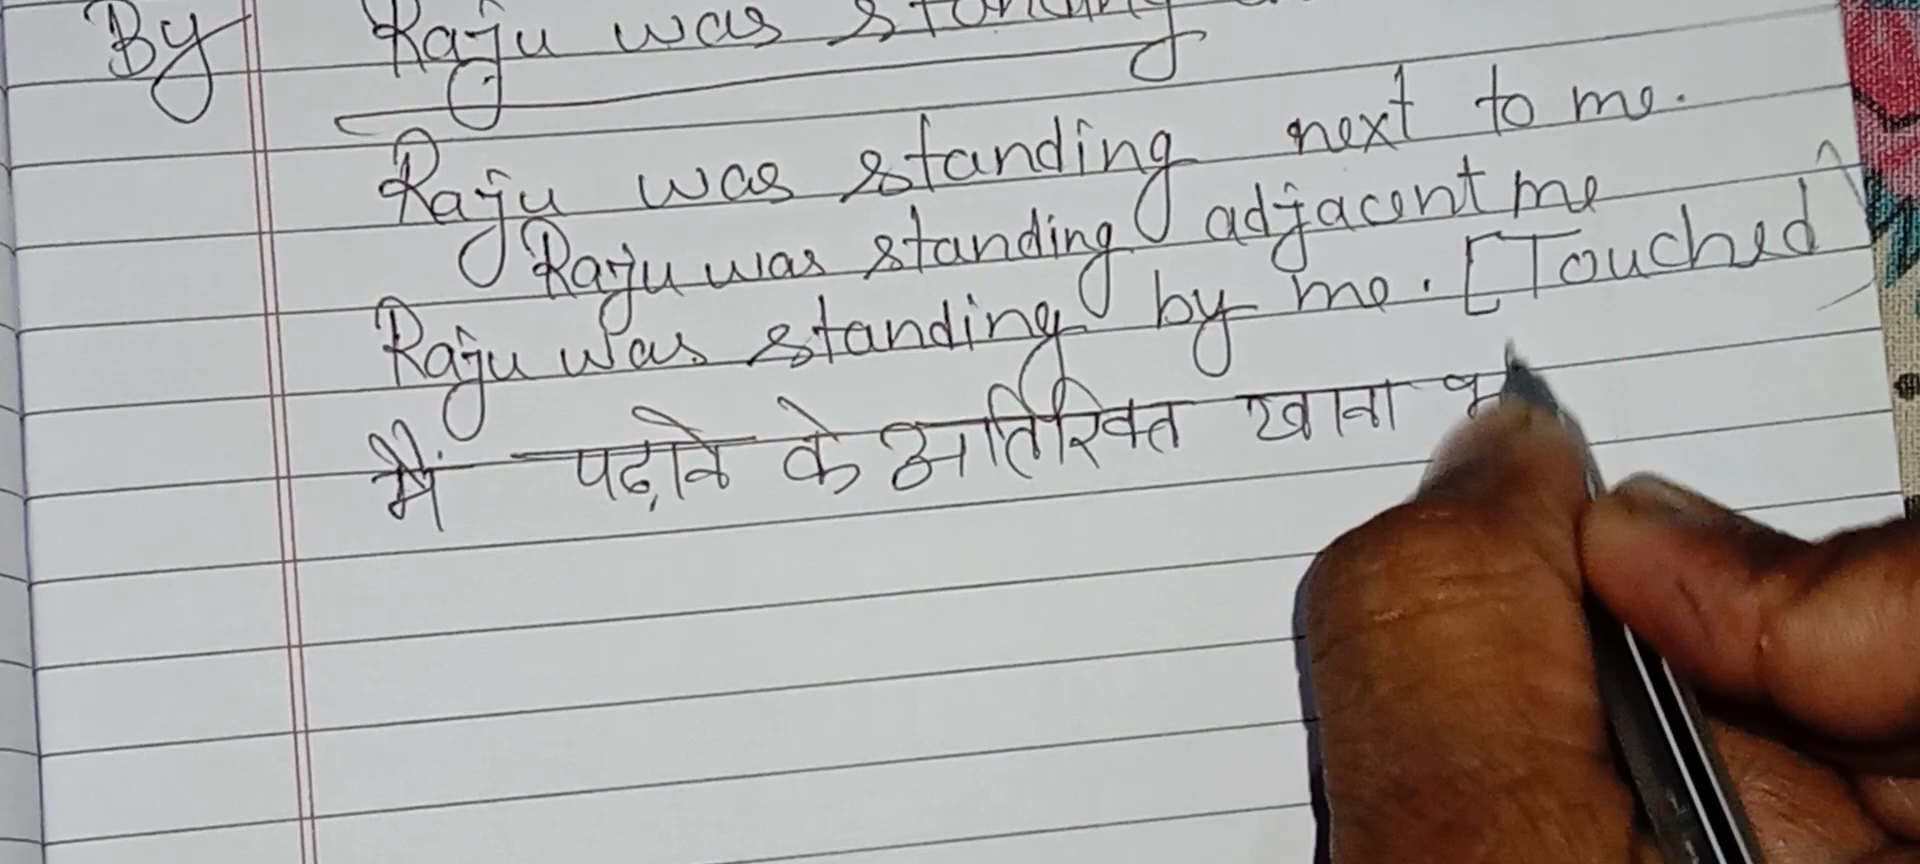 By Raju was standing
Raju was standing next to me.
Raju was standing adjacent me
Raju was standing by me. [Touched]
मैं पढ़ाने के अतिरिक्त खाना